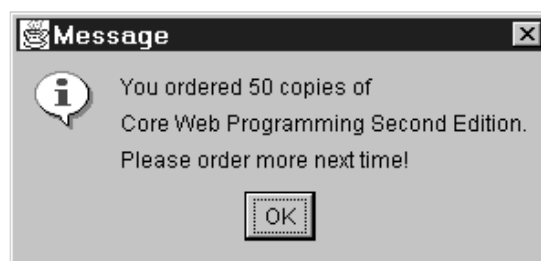 Message
You ordered 50 copies of
Core Web Programming Second Edition.
Please order more next time!
OK